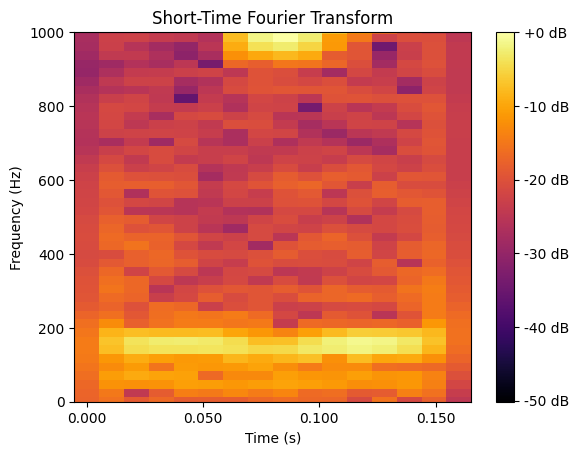 Short-Time Fourier Transform
Frequency (Hz)
1000
800
600
400
200
0
0.000
0.050
0.100
0.150
Time (s)
+0 dB
-10 dB
-20 dB
-30 dB
-40 dB
-50 dB